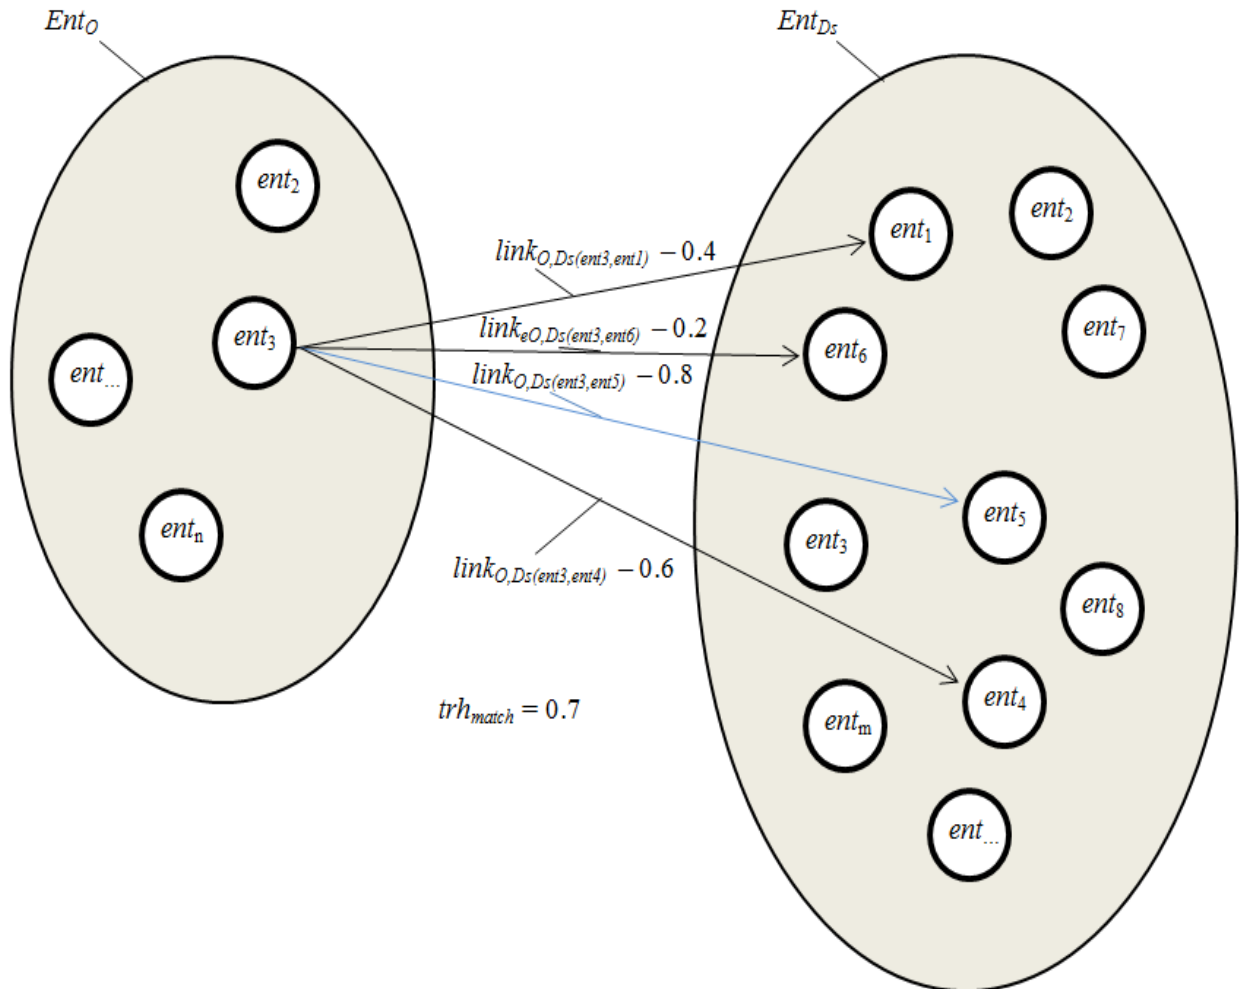 Ent_O
Ent_Ds
ent_2
ent_1
ent_2
link_O,Ds(ent3,ent1) – 0.4
ent_3
link_eO,Ds(ent3,ent6) – 0.2
ent_6
ent_7
ent_...
link_O,Ds(ent3,ent5) – 0.8
ent_n
ent_3
ent_5
link_O,Ds(ent3,ent4) – 0.6
ent_8
trh_match = 0.7
ent_m
ent_4
ent_...